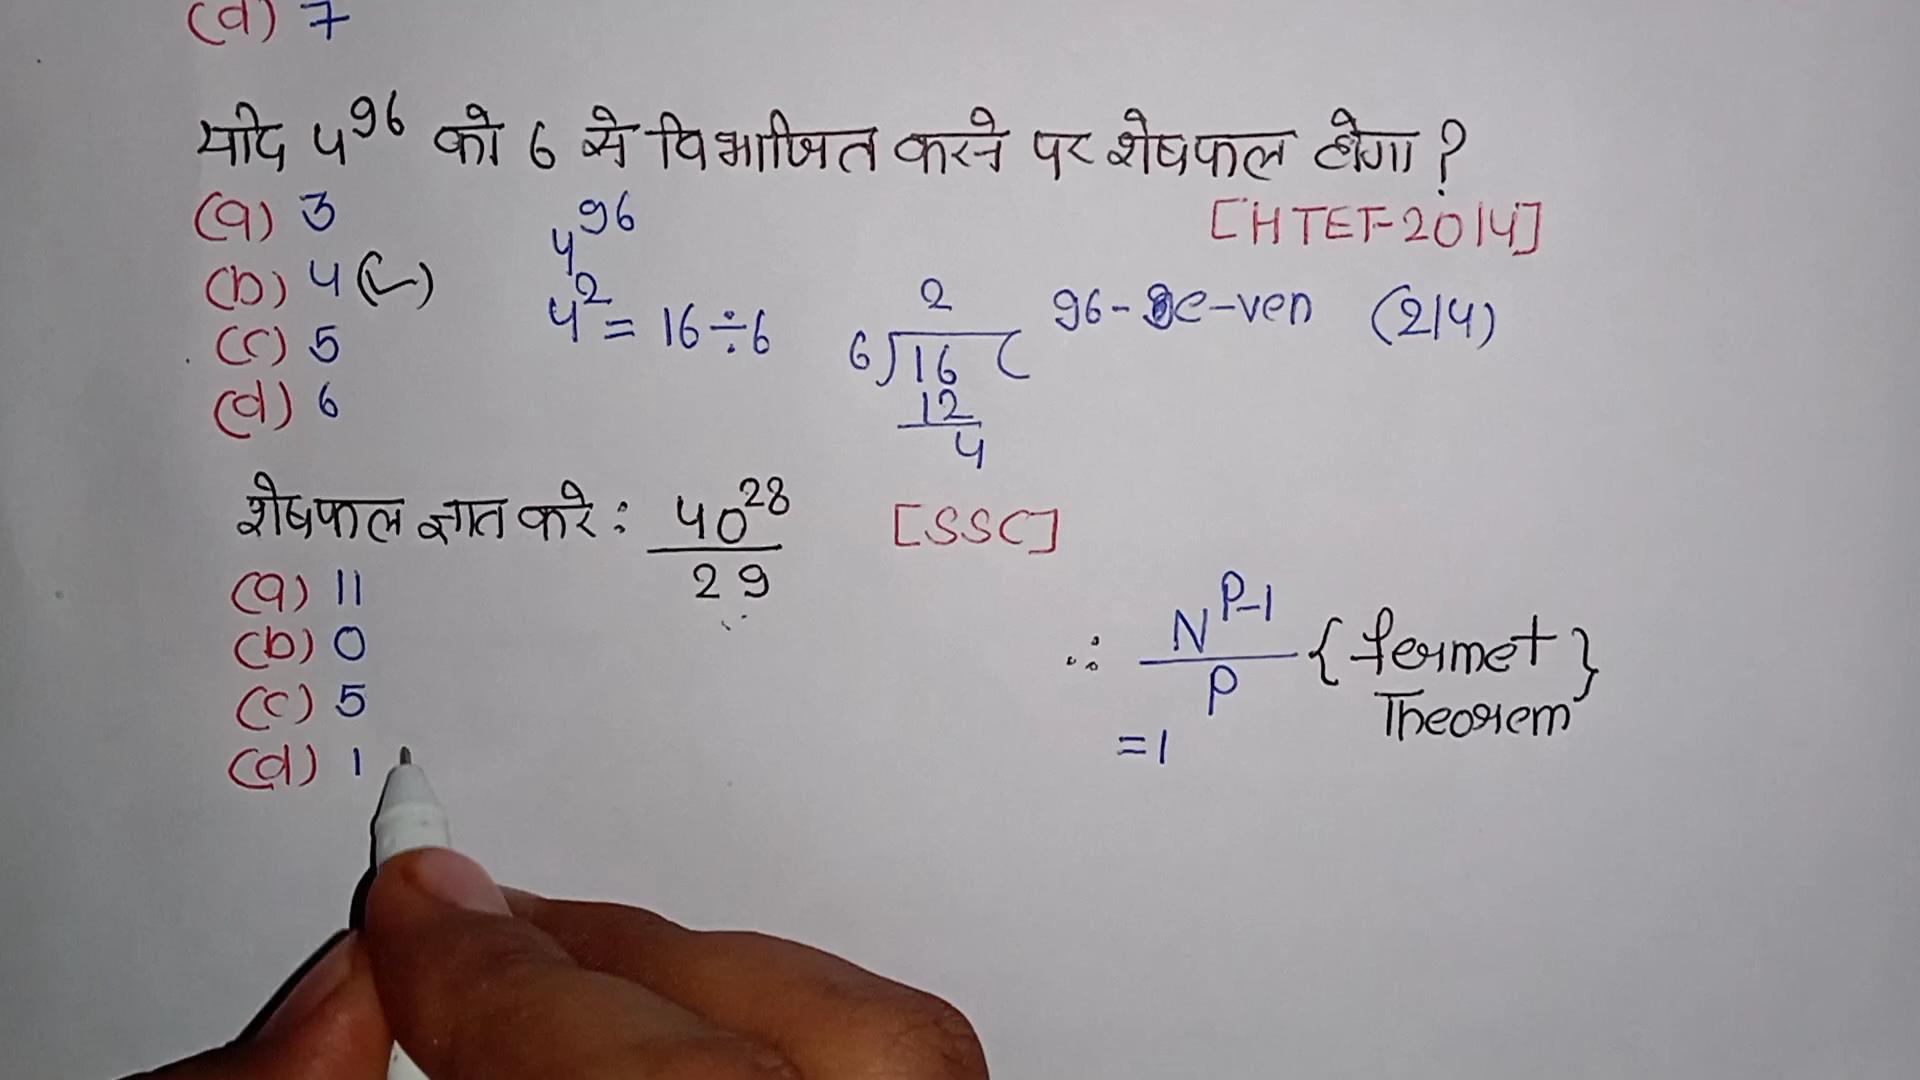 (d) 7
यदि 4^96 को 6 से विभाजित करने पर शेषफल होगा ?
[HTET-2014]
(a) 3
(b) 4 (✓)
(c) 5
(d) 6
4^96
4^2 = 16÷6
2
6)16(
12
4
96-
e-ven (2/4)
शेषफल ज्ञात करे : 40^28
29
[SSC]
(a) 11
(b) 0
(c) 5
(d) 1
∴ N^P-1
P
{fermet
Theorem}
=1